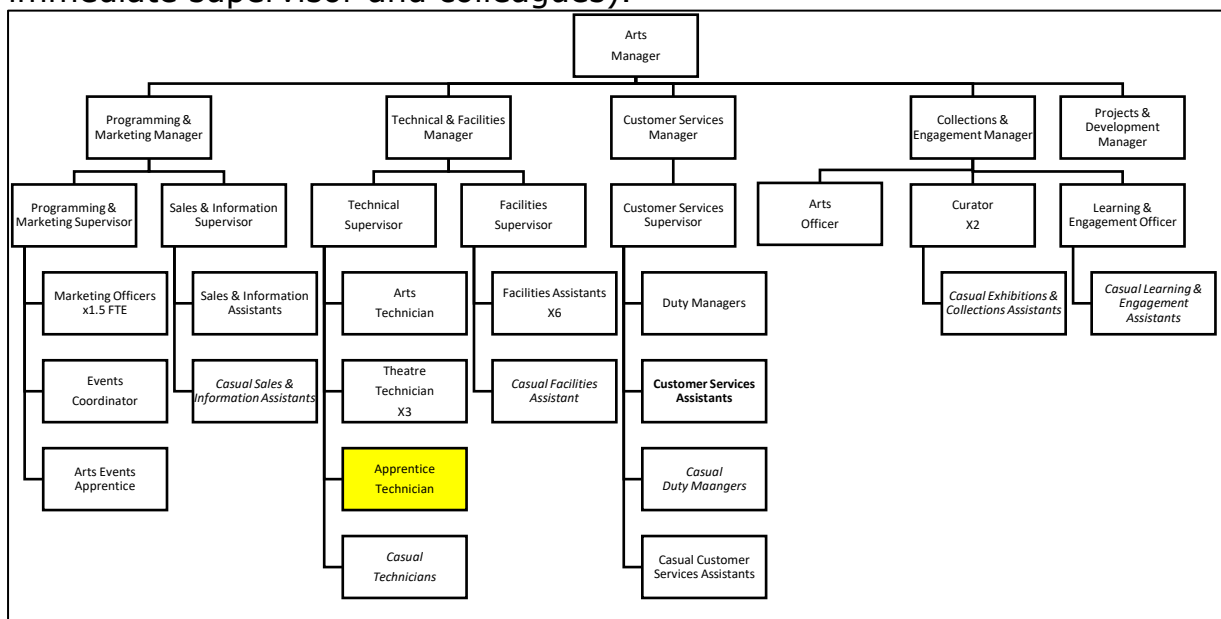 immediate supervisor and colleagues).
Arts
Manager
Programming &
Marketing Manager
Technical & Facilities
Manager
Customer Services
Manager
Collections &
Engagement Manager
Projects &
Development
Manager
Programming &
Marketing Supervisor
Sales & Information
Supervisor
Technical
Supervisor
Facilities
Supervisor
Customer Services
Supervisor
Arts
Officer
Curator
X2
Learning &
Engagement Officer
Marketing Officers
x1.5 FTE
Sales & Information
Assistants
Arts
Technician
Facilities Assistants
X6
Duty Managers
Casual Exhibitions &
Collections Assistants
Casual Learning &
Engagement
Assistants
Events
Coordinator
Casual Sales &
Information Assistants
Theatre
Technician
X3
Casual Facilities
Assistant
Customer Services
Assistants
Arts Events
Apprentice
Apprentice
Technician
Casual
Duty Maangers
Casual
Technicians
Casual Customer
Services Assistants